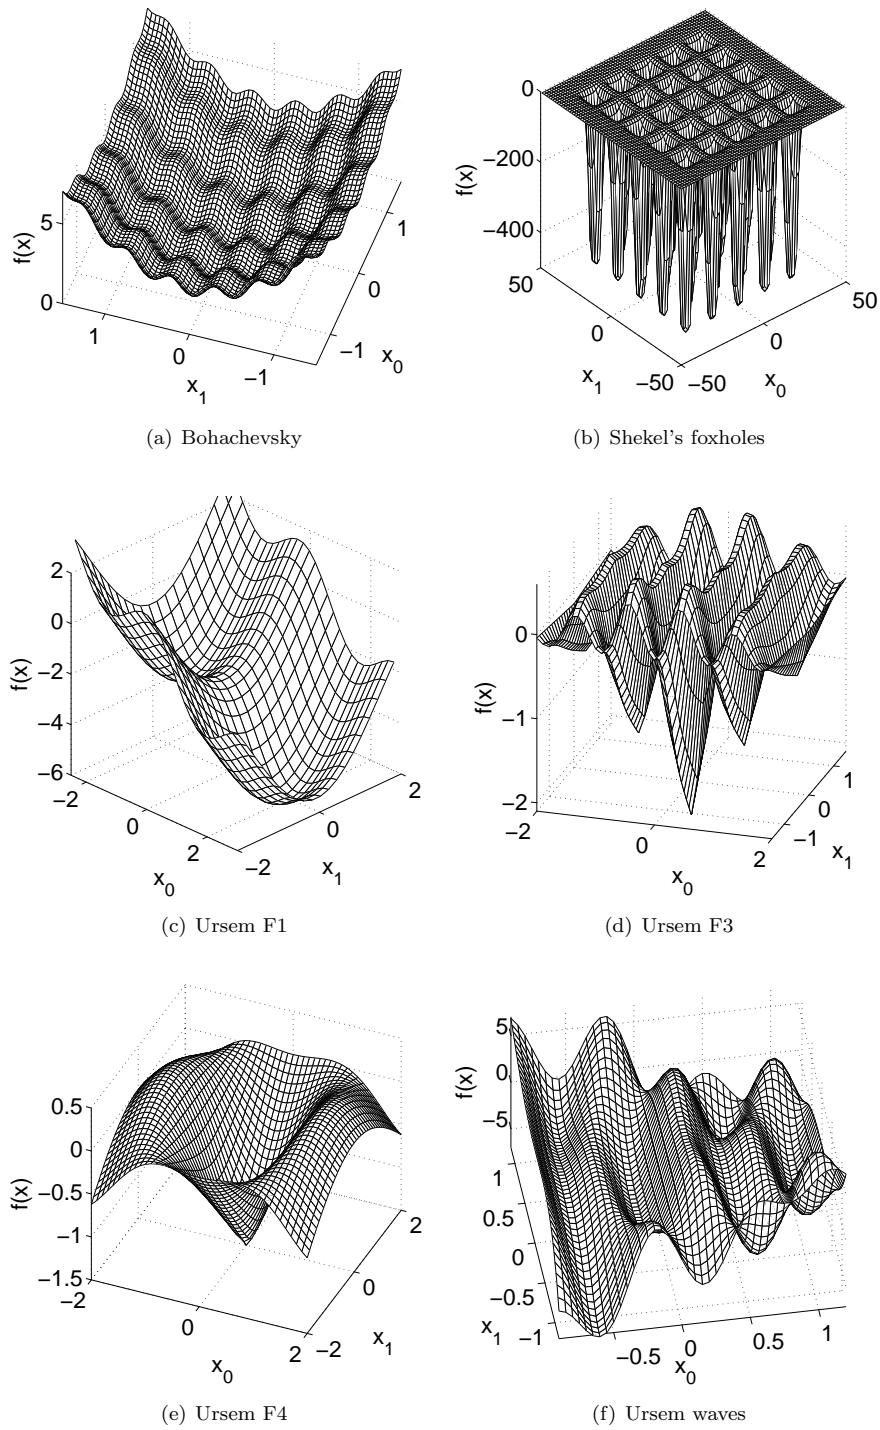 5
0
f(x)
1
0
−1
x1
1
0
−1
x0
(a) Bohachevsky
0
−200
−400
f(x)
50
0
−50
x1
−50
0
50
x0
(b) Shekel's foxholes
2
0
−2
−4
−6
f(x)
−2
0
2
x0
−2
0
2
x1
(c) Ursem F1
0
−1
−2
f(x)
−2
0
2
x0
−1
0
1
x1
(d) Ursem F3
0.5
0
−0.5
−1
−1.5
f(x)
−2
0
2
x0
−2
0
2
x1
(e) Ursem F4
5
0
−5
f(x)
1
0.5
0
−0.5
−1
x1
−0.5
0
0.5
1
x0
(f) Ursem waves